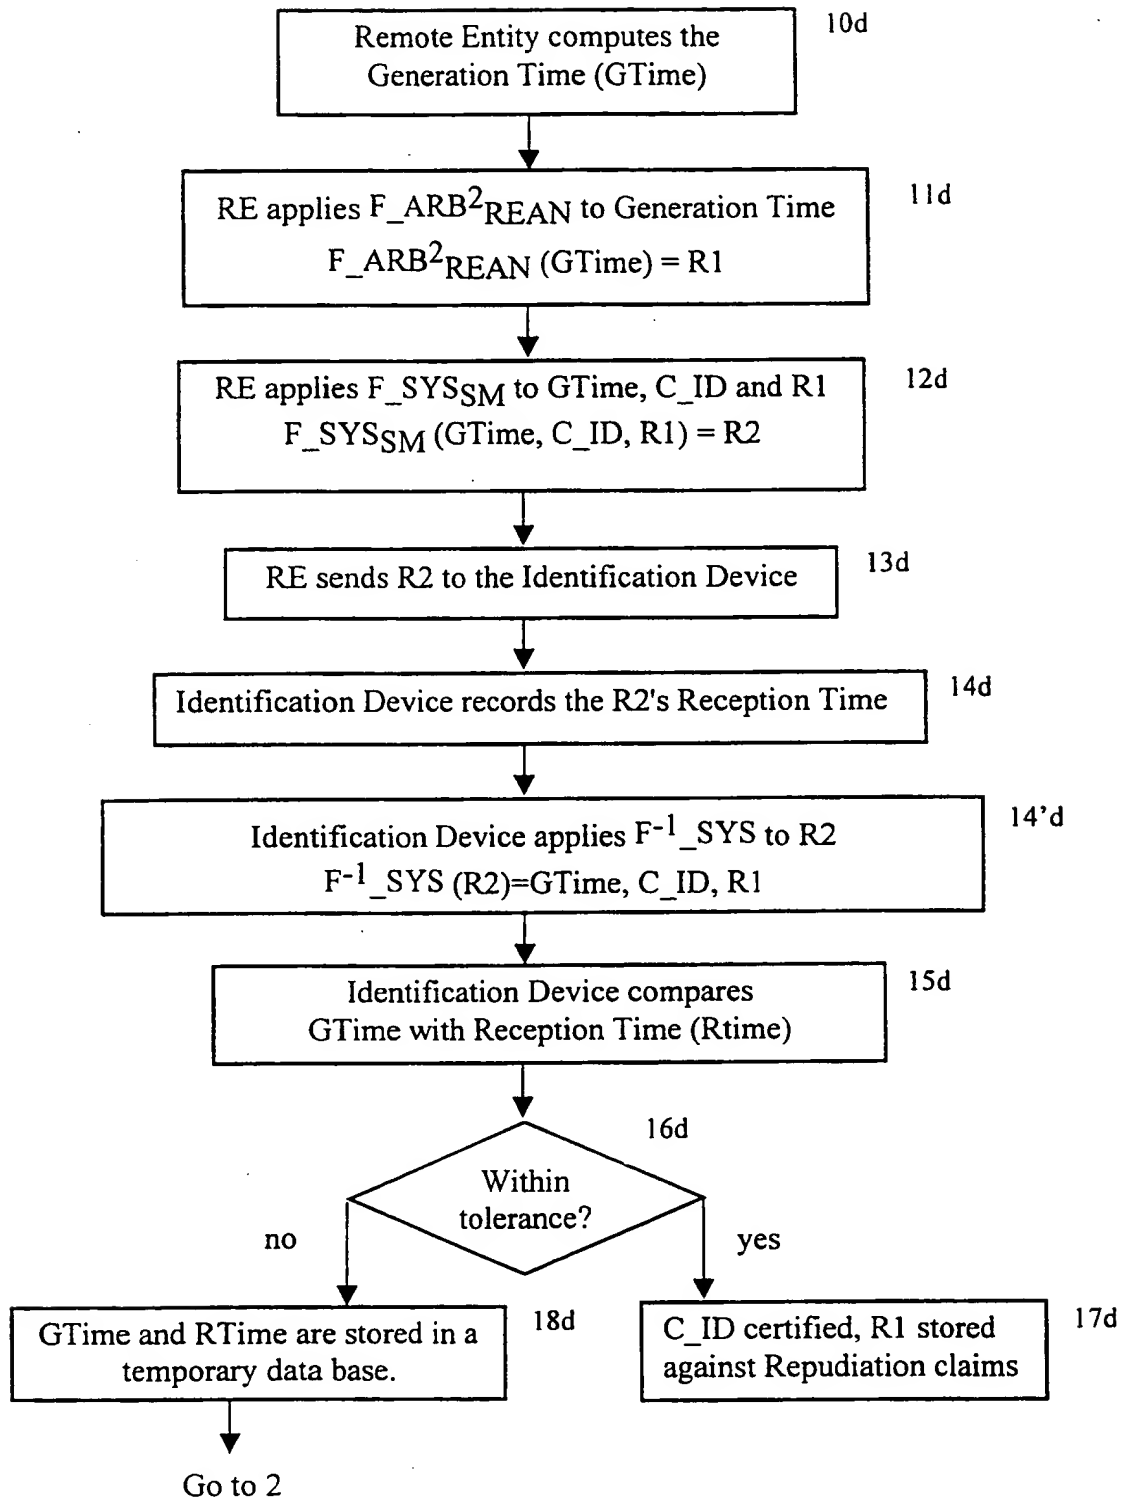 Remote Entity computes the
Generation Time (GTime)
10d
RE applies F_ARB²REAN to Generation Time
F_ARB²REAN (GTime) = R1
11d
RE applies F_SYSSM to GTime, C_ID and R1
F_SYSSM (GTime, C_ID, R1) = R2
12d
RE sends R2 to the Identification Device
13d
Identification Device records the R2's Reception Time
14d
Identification Device applies F⁻¹_SYS to R2
F⁻¹_SYS (R2)=GTime, C_ID, R1
14'd
Identification Device compares
GTime with Reception Time (Rtime)
15d
16d
Within
tolerance?
no
yes
GTime and RTime are stored in a
temporary data base.
18d
C_ID certified, R1 stored
against Repudiation claims
17d
Go to 2